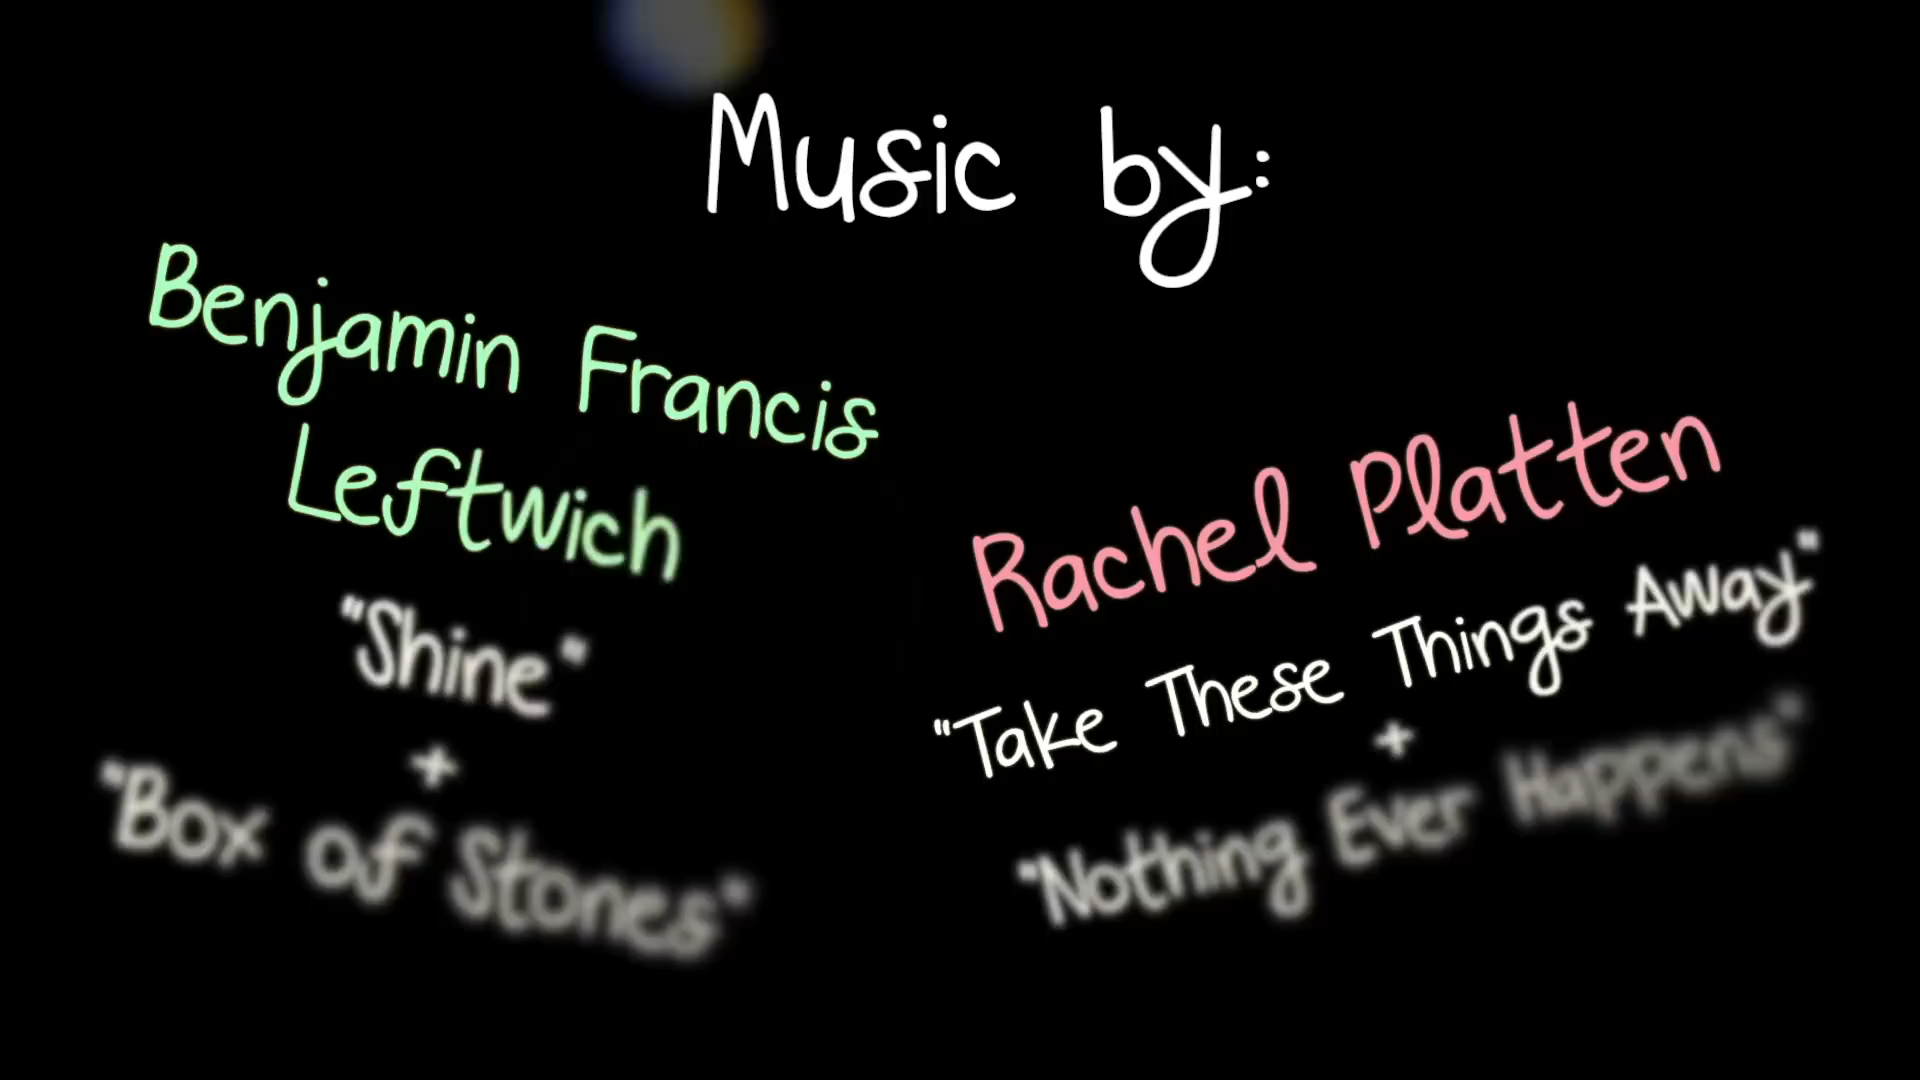 Music by:
Benjamin Francis
Leftwich
"Shine"
+
"Box of Stones"
Rachel Platten
"Take These Things Away"
+
"Nothing Ever Happens"